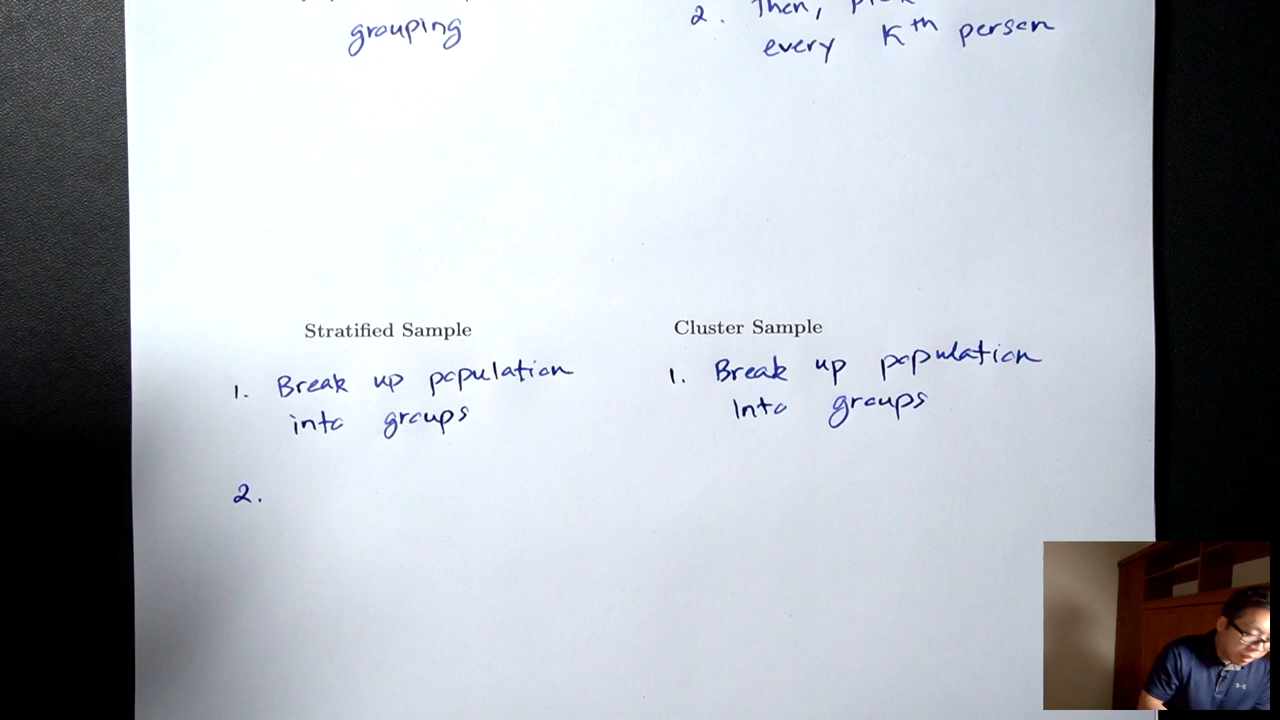 grouping
2. Then,
every Kth person
Stratified Sample
1. Break up population
into groups
2.
Cluster Sample
1. Break up population
Into groups